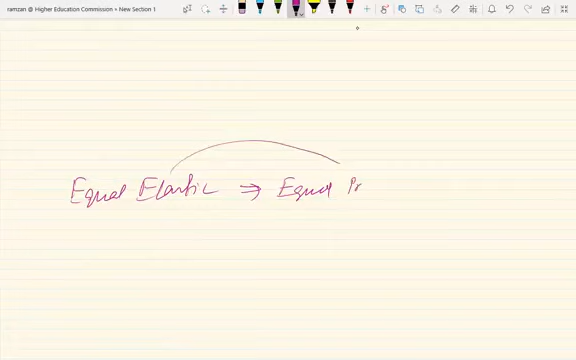 ramzan @ Higher Education Commission » New Section 1
Equal Elastic ⇒ Equal Pr